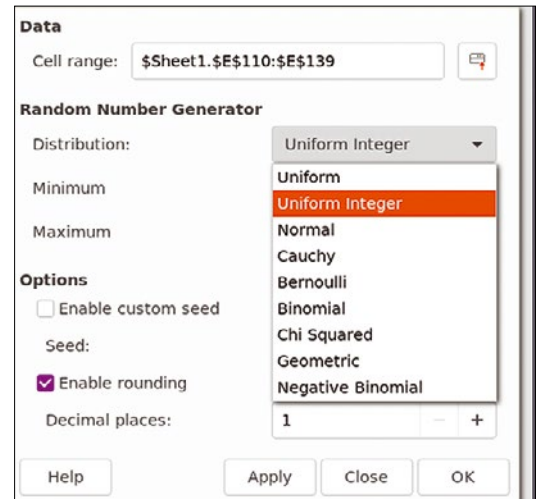 Data
Cell range: $Sheet1.$E$110:$E$139
Random Number Generator
Distribution: Uniform Integer
Uniform
Minimum
Uniform Integer
Normal
Maximum
Cauchy
Options
Bernoulli
Enable custom seed
Binomial
Seed:
Chi Squared
Geometric
Enable rounding
Negative Binomial
Decimal places: 1 − +
Help Apply Close OK